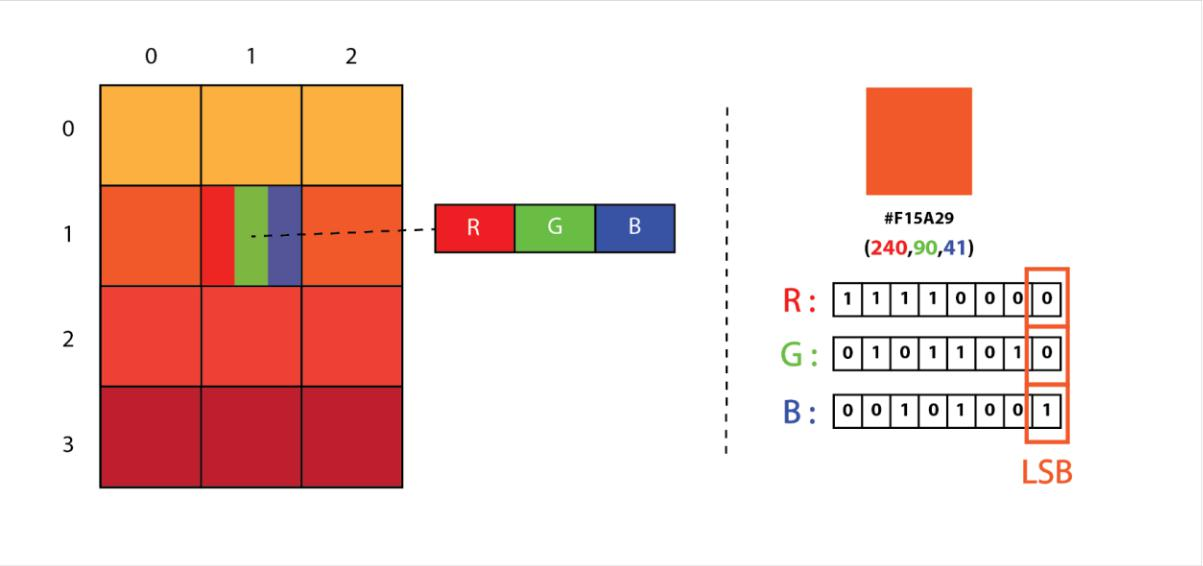 0 1 2
0
1
R G B
2
3
#F15A29
(240,90,41)
R : 1 1 1 1 0 0 0 0
G : 0 1 0 1 1 0 1 0
B : 0 0 1 0 1 0 0 1
LSB